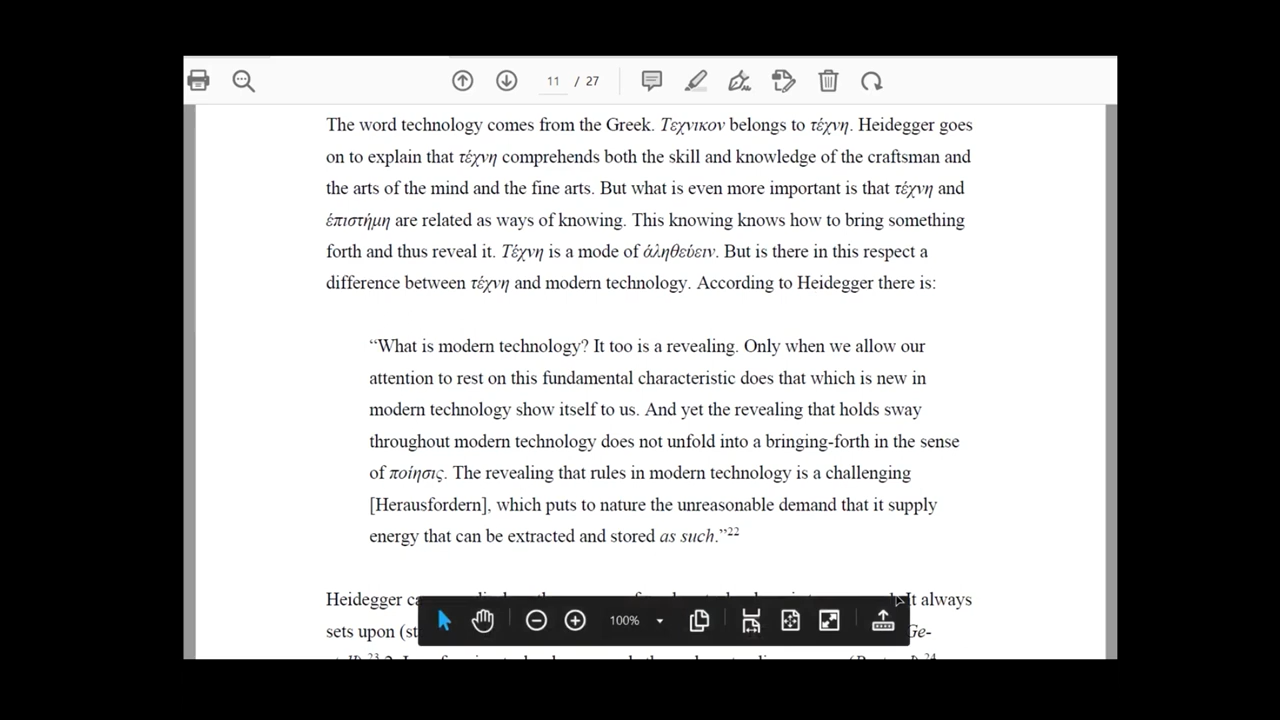 11 / 27
The word technology comes from the Greek. Τεχνικον belongs to τέχνη. Heidegger goes
on to explain that τέχνη comprehends both the skill and knowledge of the craftsman and
the arts of the mind and the fine arts. But what is even more important is that τέχνη and
ἐπιστήμη are related as ways of knowing. This knowing knows how to bring something
forth and thus reveal it. Τέχνη is a mode of ἀληθεύειν. But is there in this respect a
difference between τέχνη and modern technology. According to Heidegger there is:
“What is modern technology? It too is a revealing. Only when we allow our
attention to rest on this fundamental characteristic does that which is new in
modern technology show itself to us. And yet the revealing that holds sway
throughout modern technology does not unfold into a bringing-forth in the sense
of ποίησις. The revealing that rules in modern technology is a challenging
[Herausfordern], which puts to nature the unreasonable demand that it supply
energy that can be extracted and stored as such.”22
Heidegger It always
sets upon Ge-
100%